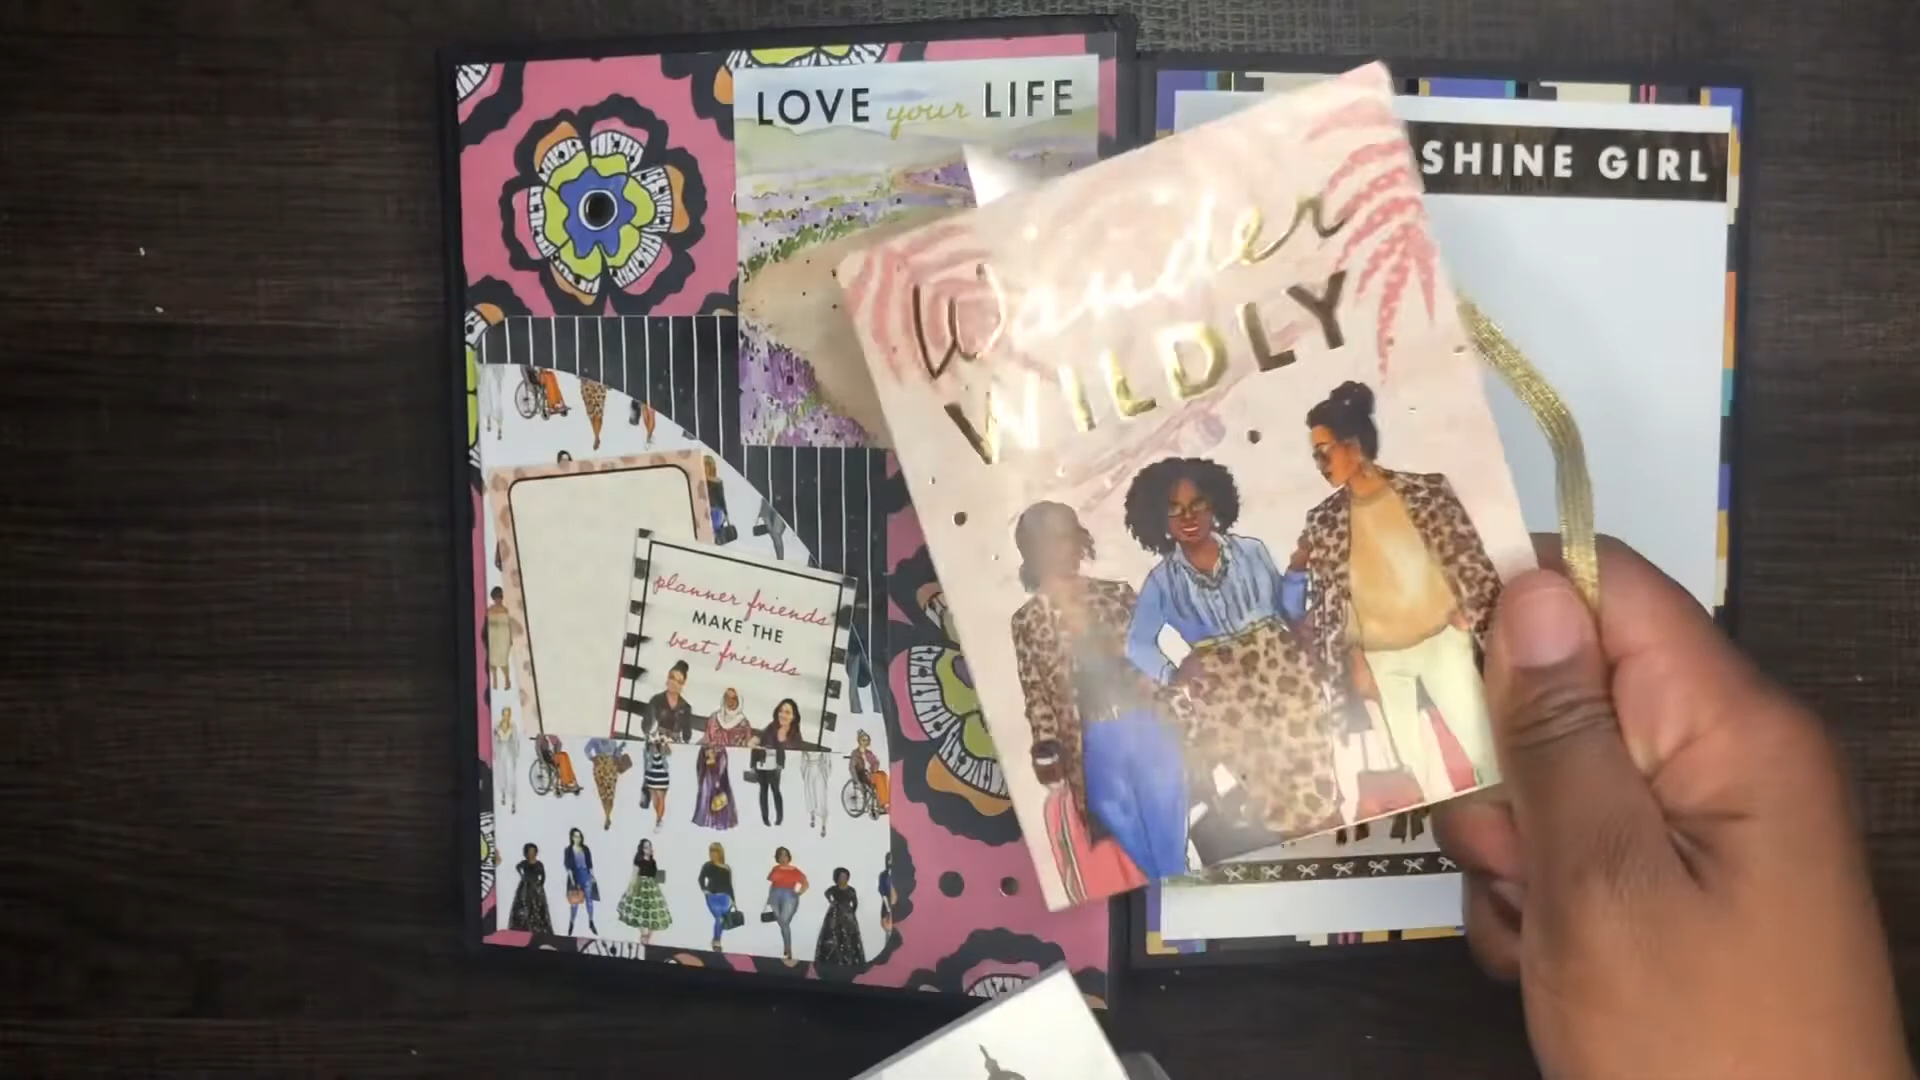 LOVE your LIFE
SHINE GIRL
Wander
WILDLY
planner friends
MAKE THE
best friends